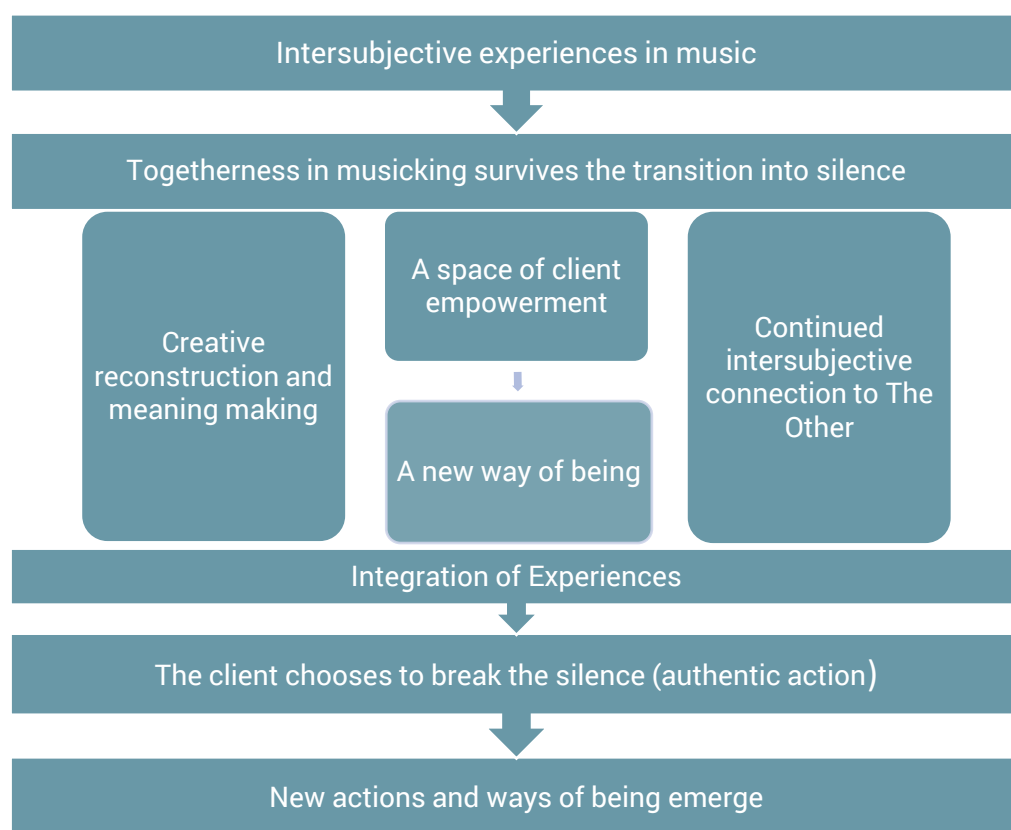 Intersubjective experiences in music
Togetherness in musicking survives the transition into silence
Creative
reconstruction and
meaning making
A space of client
empowerment
A new way of being
Continued
intersubjective
connection to The
Other
Integration of Experiences
The client chooses to break the silence (authentic action)
New actions and ways of being emerge